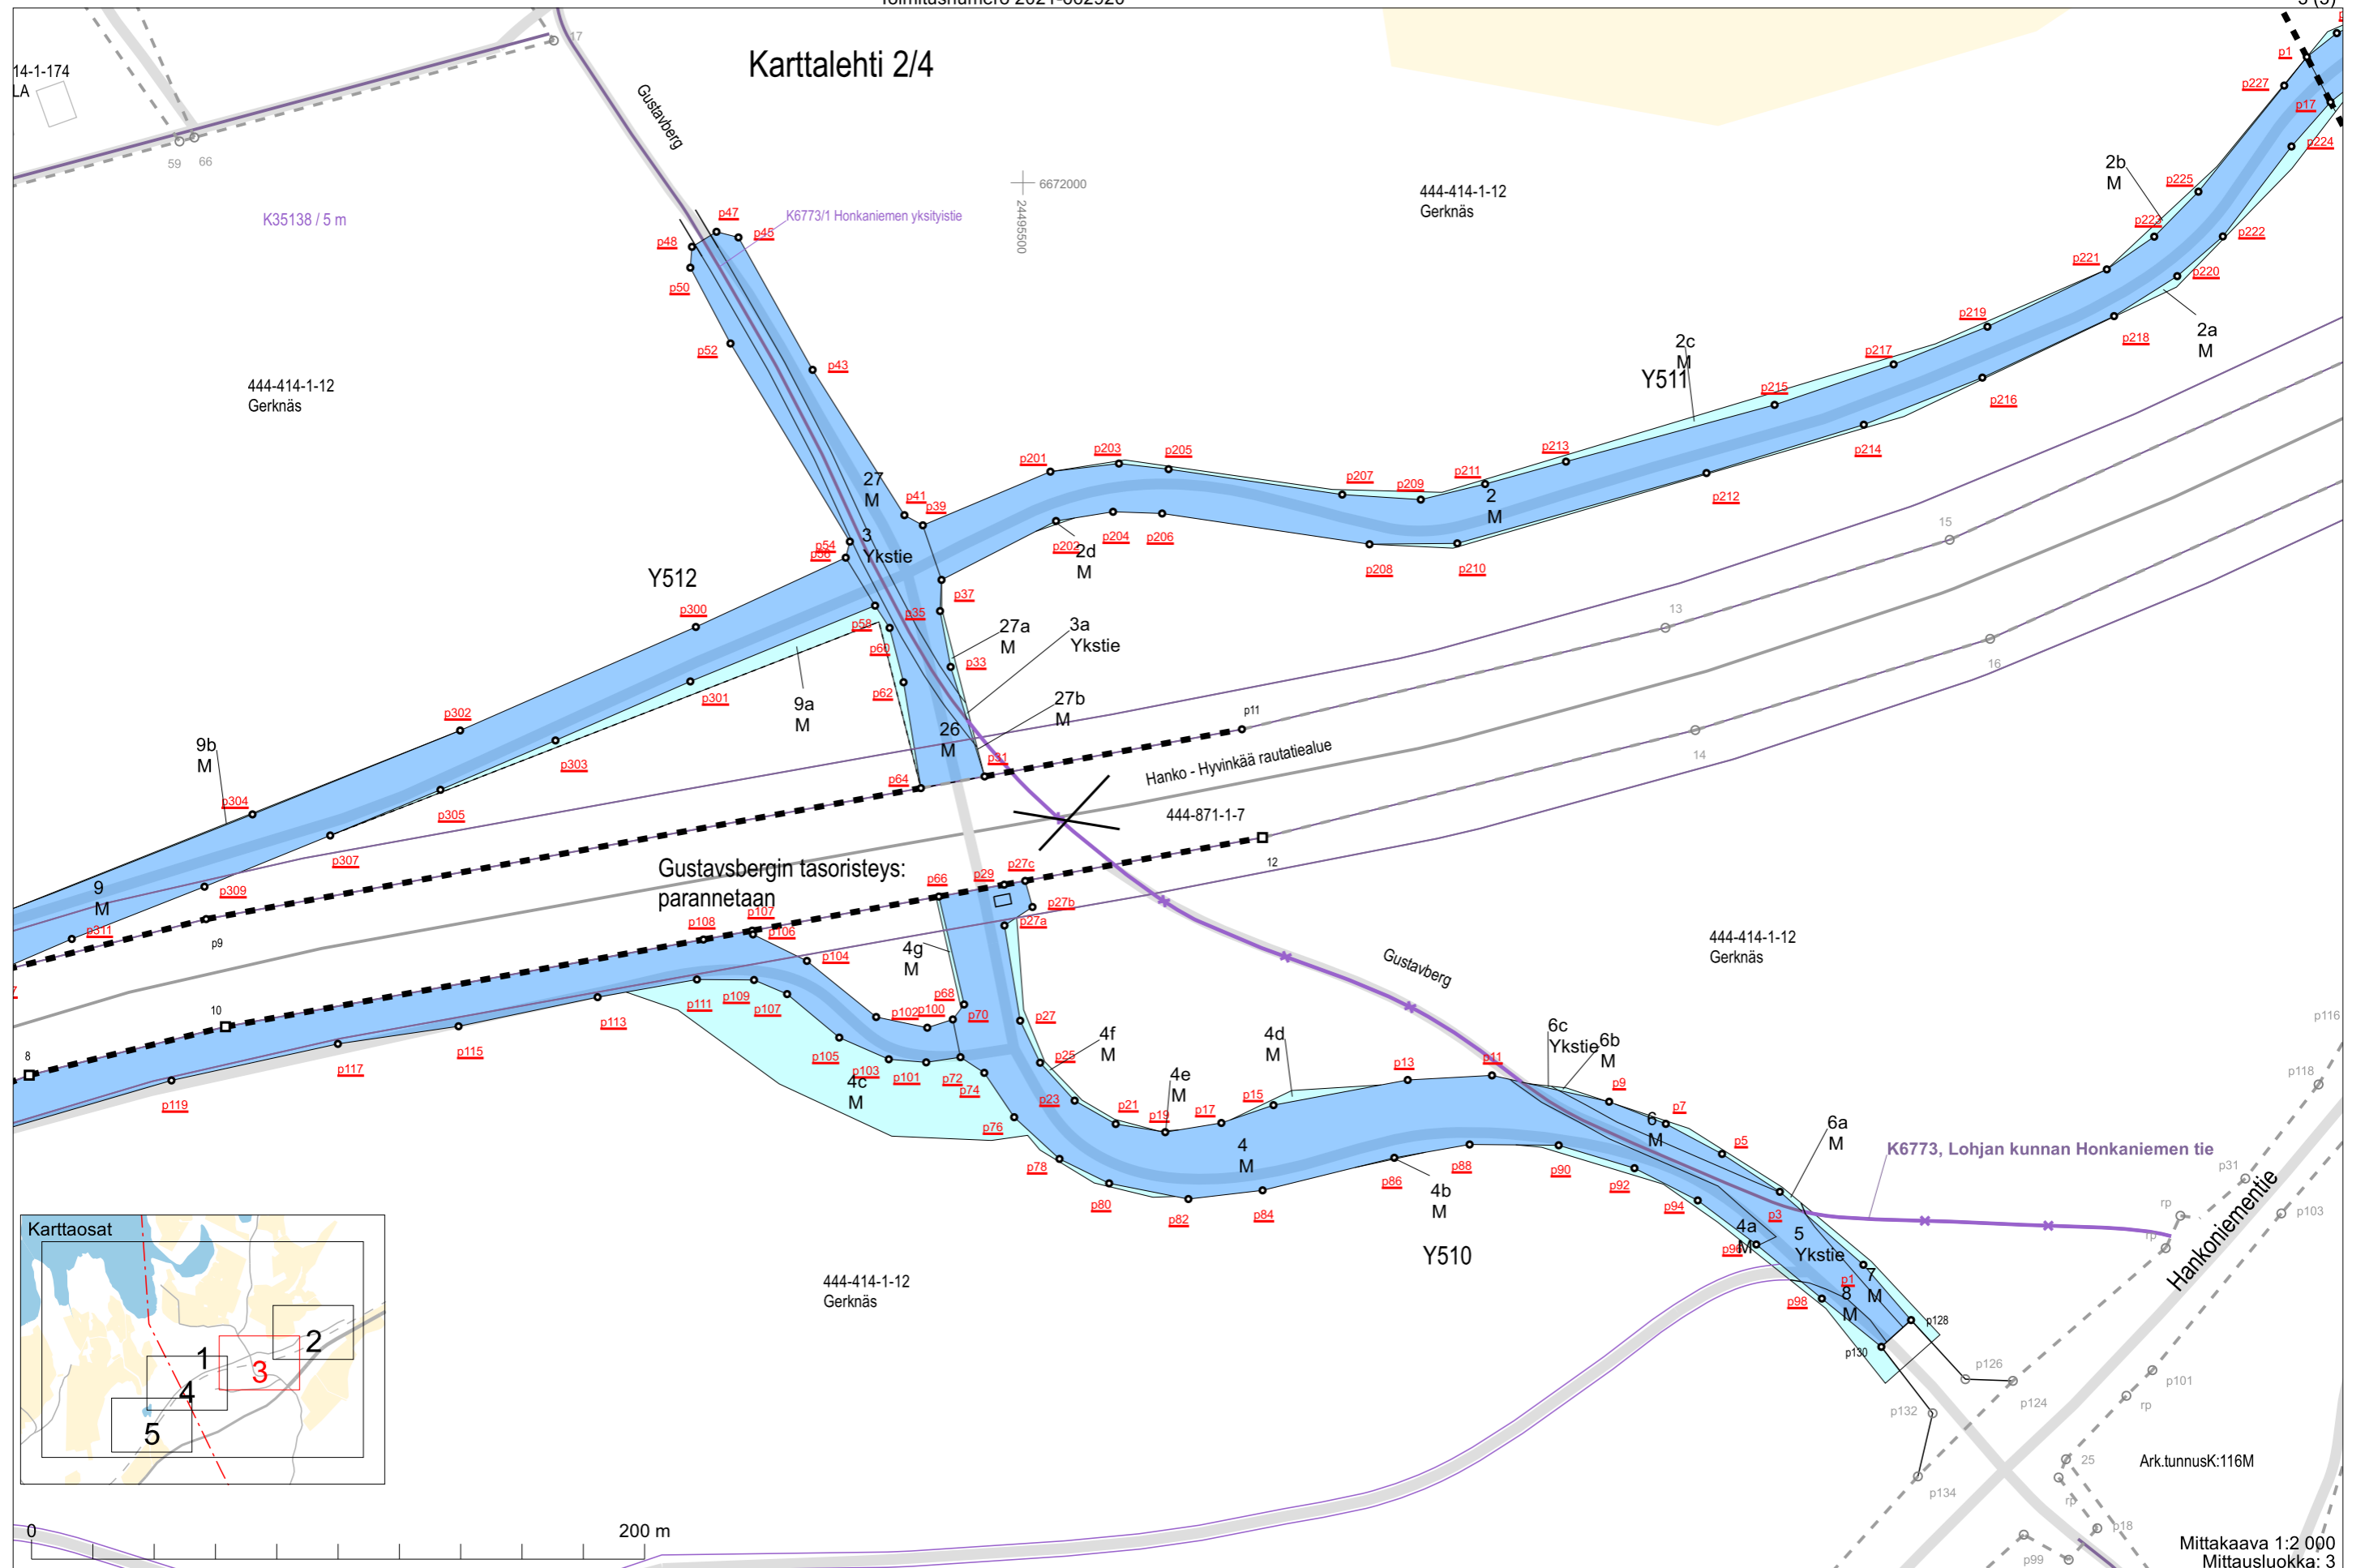 Karttalehti 2/4
14-1-174
LA
17
59
66
K35138 / 5 m
Gustavberg
p47
p48
p45
K6773/1 Honkaniemen yksityistie
p50
p52
p43
6672000
24495500
444-414-1-12
Gerknäs
444-414-1-12
Gerknäs
p1
p227
p17
p224
2b
M
p225
p223
p222
p221
p220
2a
M
p218
p219
p217
p216
2c
M
Y511
p215
p214
p213
p212
p211
2
M
p210
p209
p208
p207
p206
p205
p204
p203
p202
p201
2d
M
27
M
p41
p39
3
Ykstie
p54
Y512
p300
p58
p35
p37
p60
p62
27a
M
3a
Ykstie
p33
27b
M
26
M
p31
p64
p11
9a
M
p301
p302
p303
9b
M
p304
p305
p307
p309
p311
9
M
p9
10
8
13
15
16
14
12
Hanko - Hyvinkää rautatiealue
444-871-1-7
Gustavsbergin tasoristeys:
parannetaan
p66
p29
p27c
p27b
p27a
p108
p107
p106
p104
4g
M
p68
p70
p102
p100
p27
p111
p109
p107
p113
p115
p117
p119
p105
p103
p101
p72
p74
p76
4c
M
4f
M
p25
p23
p21
p19
4e
M
p17
p15
4d
M
p13
p11
6c
Ykstie
6b
M
p9
p7
6
M
p5
6a
M
p3
4
M
p78
p80
p82
p84
p86
p88
4b
M
p90
p92
p94
4a
M
p96
5
Ykstie
p1
7
M
8
M
p98
p128
p130
Gustavberg
444-414-1-12
Gerknäs
Y510
444-414-1-12
Gerknäs
K6773, Lohjan kunnan Honkaniemen tie
Hankoniementie
p116
p118
p31
p103
rp
rp
p126
p124
p132
p134
p101
rp
25
rp
p18
p99
Ark.tunnusK:116M
Karttaosat
1
2
3
4
5
0
200 m
Mittakaava 1:2 000
Mittausluokka: 3